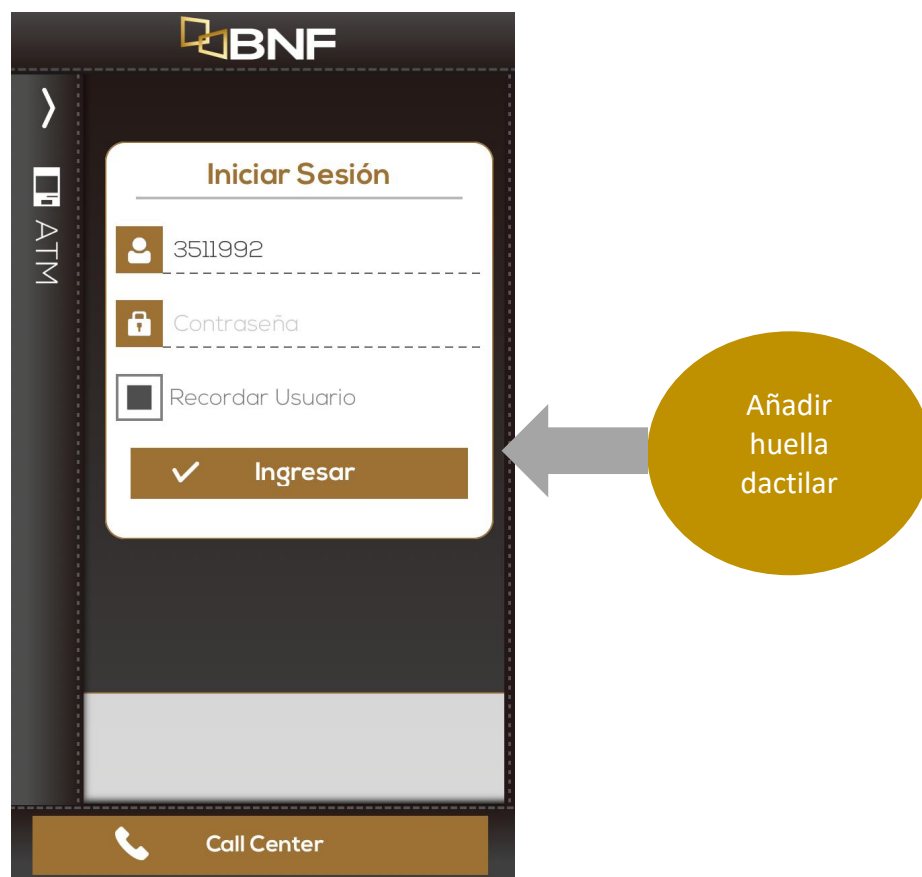 BNF
ATM
Iniciar Sesión
3511992
Contraseña
Recordar Usuario
Ingresar
Añadir
huella
dactilar
Call Center